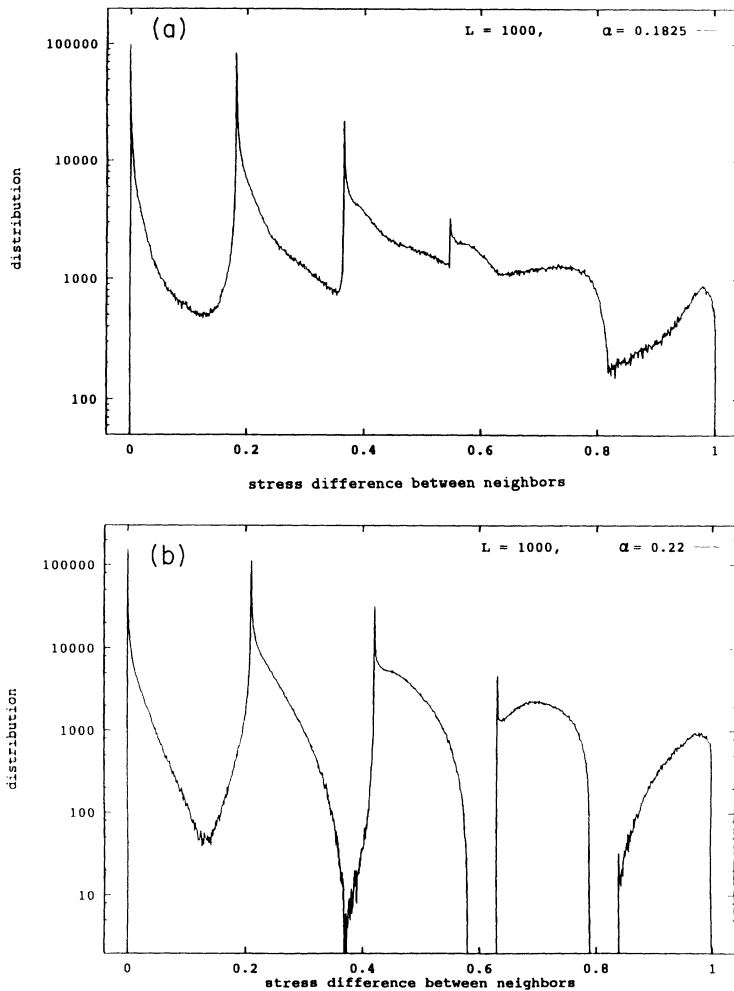 (a)
L = 1000, α = 0.1825
100000
10000
1000
100
distribution
0 0.2 0.4 0.6 0.8 1
stress difference between neighbors
(b)
L = 1000, α = 0.22
100000
10000
1000
100
10
distribution
0 0.2 0.4 0.6 0.8 1
stress difference between neighbors